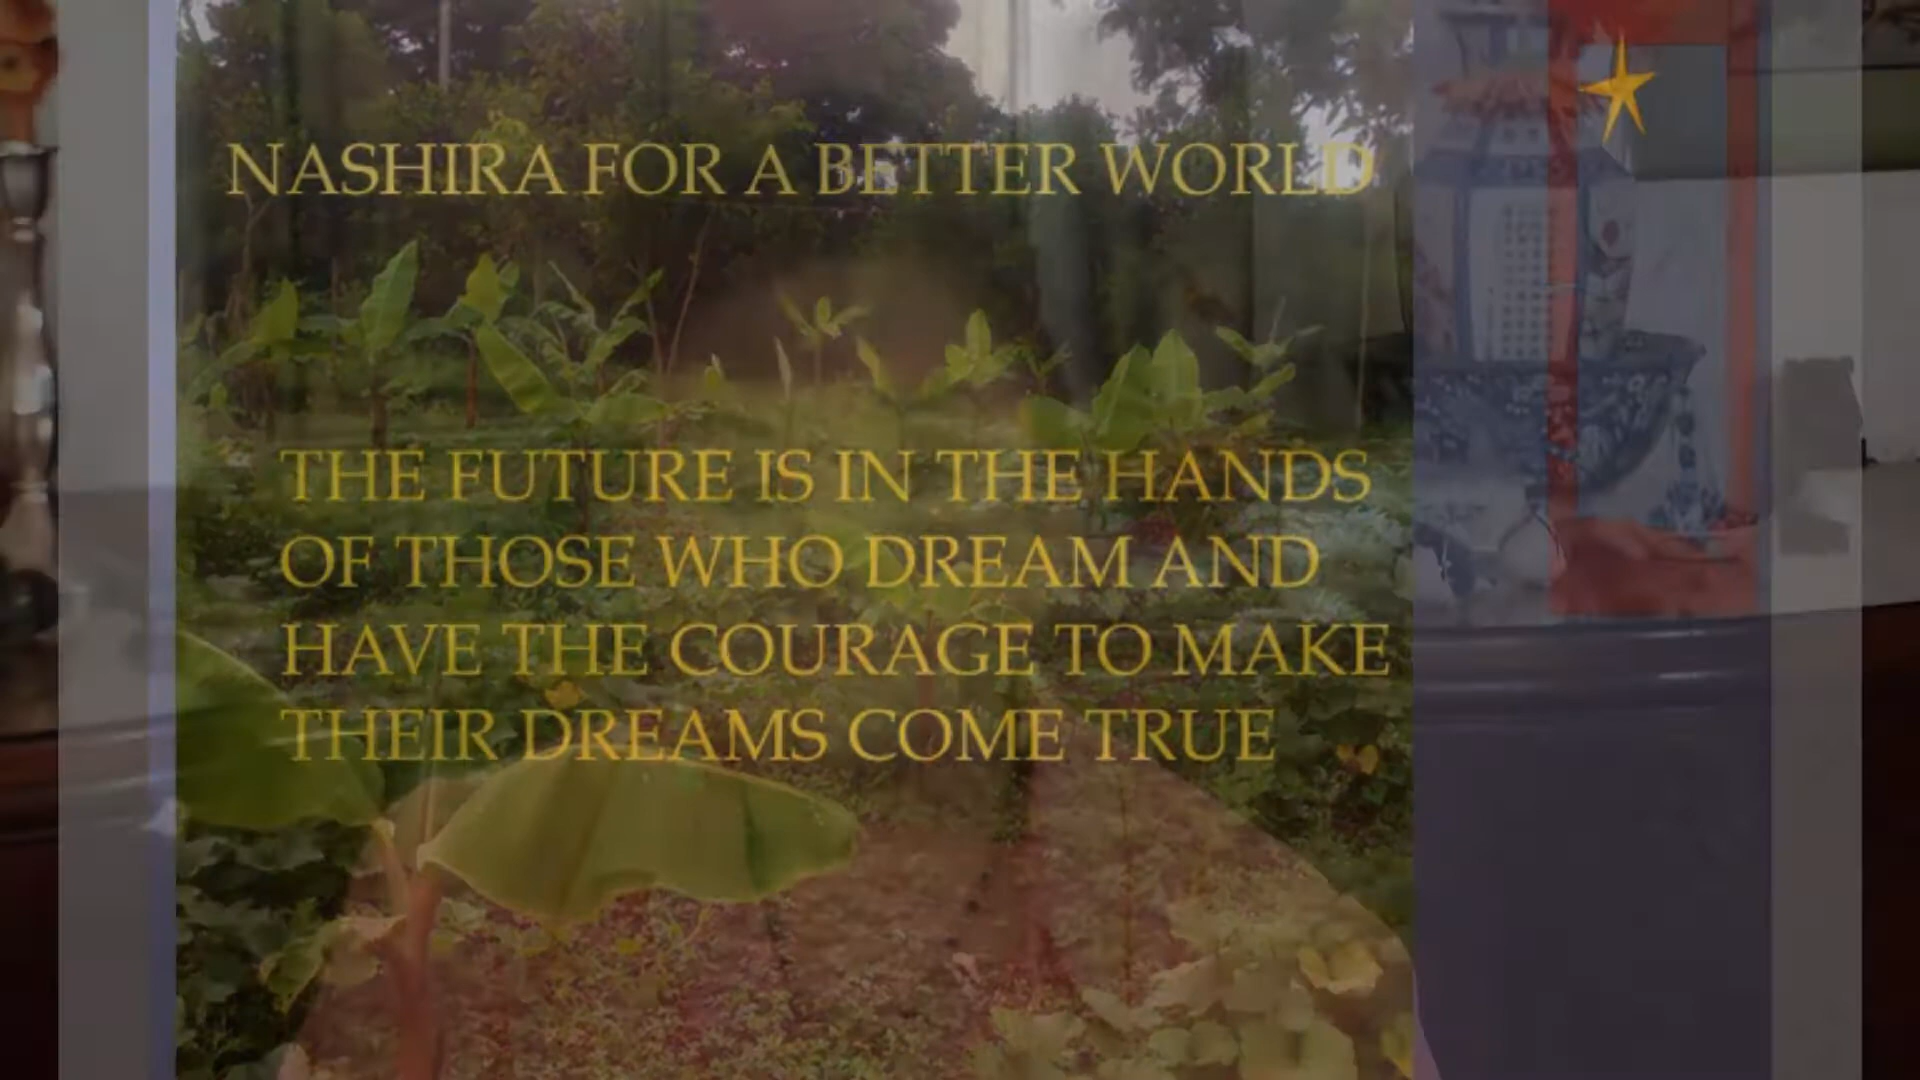 NASHIRA FOR A BETTER WORLD
THE FUTURE IS IN THE HANDS
OF THOSE WHO DREAM AND
HAVE THE COURAGE TO MAKE
THEIR DREAMS COME TRUE